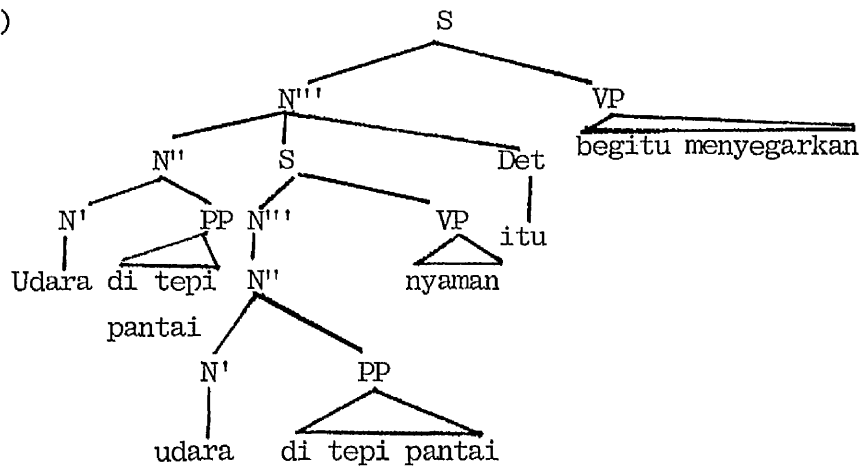 ) S
N''' VP
begitu menyegarkan
N'' S Det
N' PP N''' VP itu
Udara di tepi N'' nyaman
pantai
N' PP
udara di tepi pantai